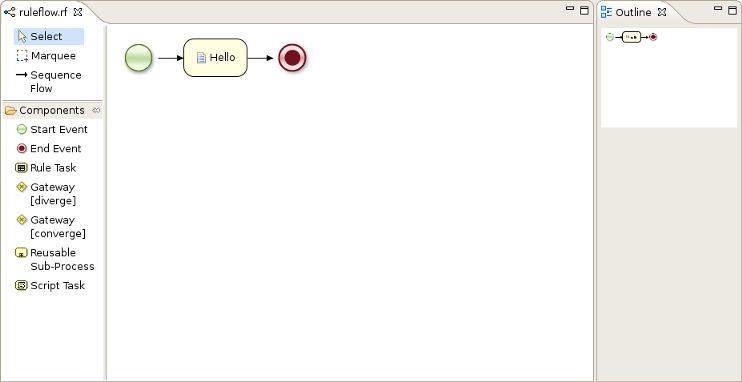 ruleflow.rf
Outline
Select
Marquee
Sequence
Flow
Components
Start Event
End Event
Rule Task
Gateway
[diverge]
Gateway
[converge]
Reusable
Sub-Process
Script Task
Hello